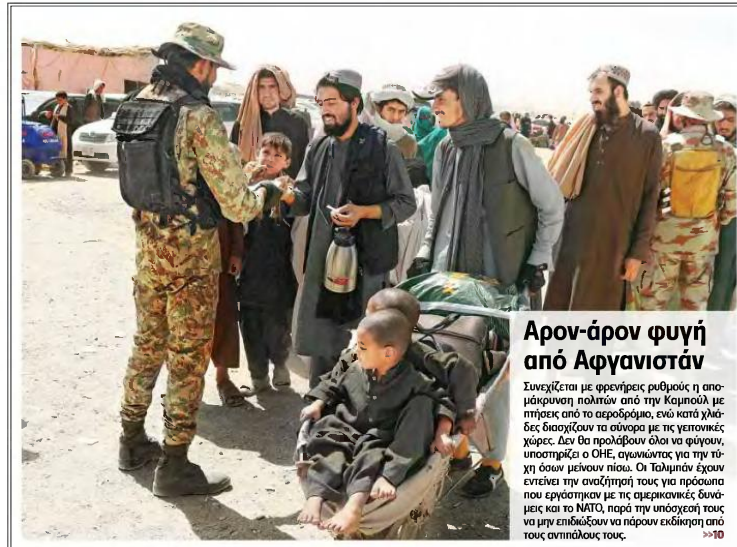 Αρον-άρον φυγή
από Αφγανιστάν
Συνεχίζεται με φρενήρεις ρυθμούς η απο-
μάκρυνση πολιτών από την Καμπούλ με
πτήσεις από το αεροδρόμιο, ενώ κατά χιλιά-
δες διασχίζουν τα σύνορα με τις γειτονικές
χώρες. Δεν θα προλάβουν όλοι να φύγουν,
υποστηρίζει ο ΟΗΕ, αγωνιώντας για την τύ-
χη όσων μείνουν πίσω. Οι Ταλιμπάν έχουν
εντείνει την αναζήτησή τους για πρόσωπα
που εργάστηκαν με τις αμερικανικές δυνά-
μεις και το ΝΑΤΟ, παρά την υπόσχεσή τους
να μην επιδιώξουν να πάρουν εκδίκηση από
τους αντιπάλους τους. >>10